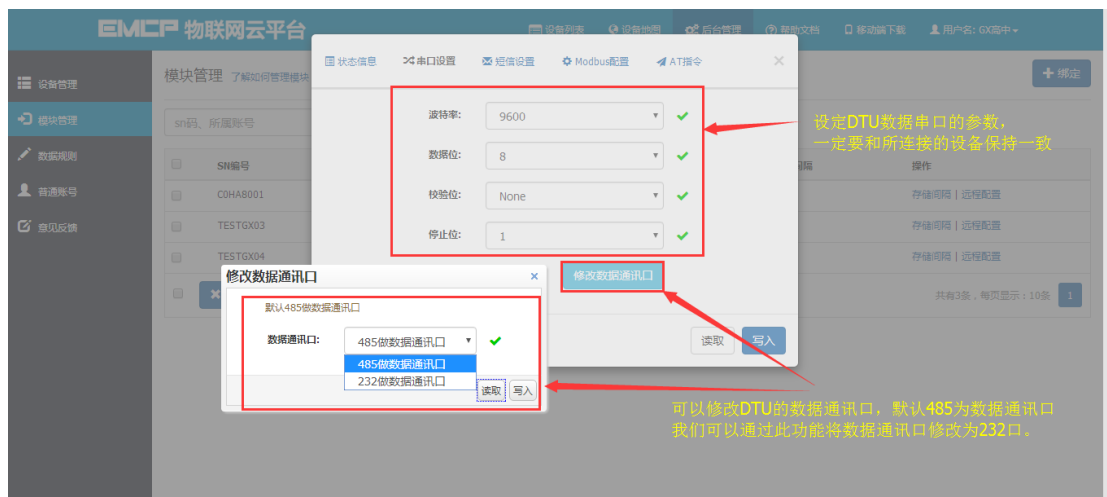 EMCP 物联网云平台
设备列表 设备地图 后台管理 帮助文档 移动端下载 用户名: GX高中
设备管理
模块管理
数据规则
普通账号
意见反馈
模块管理 了解如何管理模块
绑定
sn码、所属账号
SN编号
间隔
操作
C0HA8001
存储间隔 | 远程配置
TESTGX03
存储间隔 | 远程配置
TESTGX04
存储间隔 | 远程配置
共有3条，每页显示：10条 1
状态信息 串口设置 短信设置 Modbus配置 AT指令
波特率: 9600
数据位: 8
校验位: None
停止位: 1
修改数据通讯口
读取 写入
设定DTU数据串口的参数，
一定要和所连接的设备保持一致
修改数据通讯口 ×
默认485做数据通讯口
数据通讯口: 485做数据通讯口
485做数据通讯口
232做数据通讯口
读取 写入
可以修改DTU的数据通讯口，默认485为数据通讯口
我们可以通过此功能将数据通讯口修改为232口。